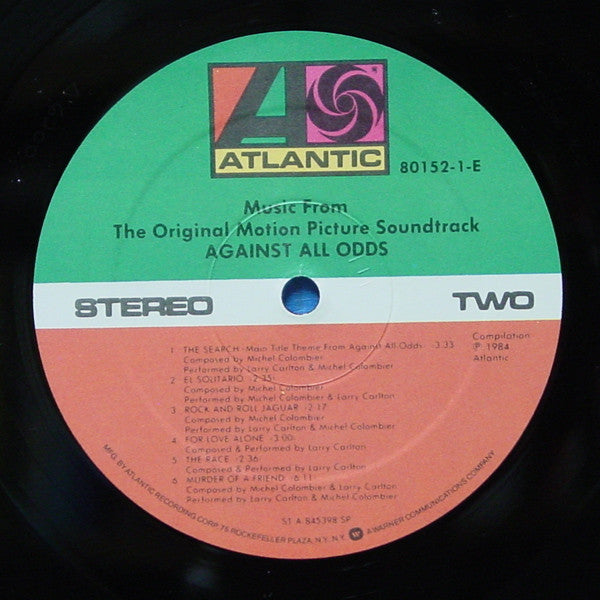 ATLANTIC
80152-1-E
Music From
The Original Motion Picture Soundtrack
AGAINST ALL ODDS
STEREO
TWO
Compilation
℗ 1984
Atlantic
1 THE SEARCH (Main Title Theme From Against All Odds) (3:33)
Composed by Michel Colombier
Performed by Larry Carlton & Michel Colombier
2 EL SOLITARIO (2:35)
Composed by Michel Colombier
Performed by Michel Colombier & Larry Carlton
3 ROCK AND ROLL JAGUAR (2:17)
Composed by Michel Colombier
Performed by Larry Carlton & Michel Colombier
4 FOR LOVE ALONE (3:00)
Composed & Performed by Larry Carlton
5 THE RACE (2:36)
Composed & Performed by Larry Carlton
6 MURDER OF A FRIEND (6:11)
Composed by Michel Colombier & Larry Carlton
Performed by Larry Carlton & Michel Colombier
ST A 845398 SP
MFG. BY ATLANTIC RECORDING CORP. 75 ROCKEFELLER PLAZA, N.Y. N.Y. A WARNER COMMUNICATIONS COMPANY